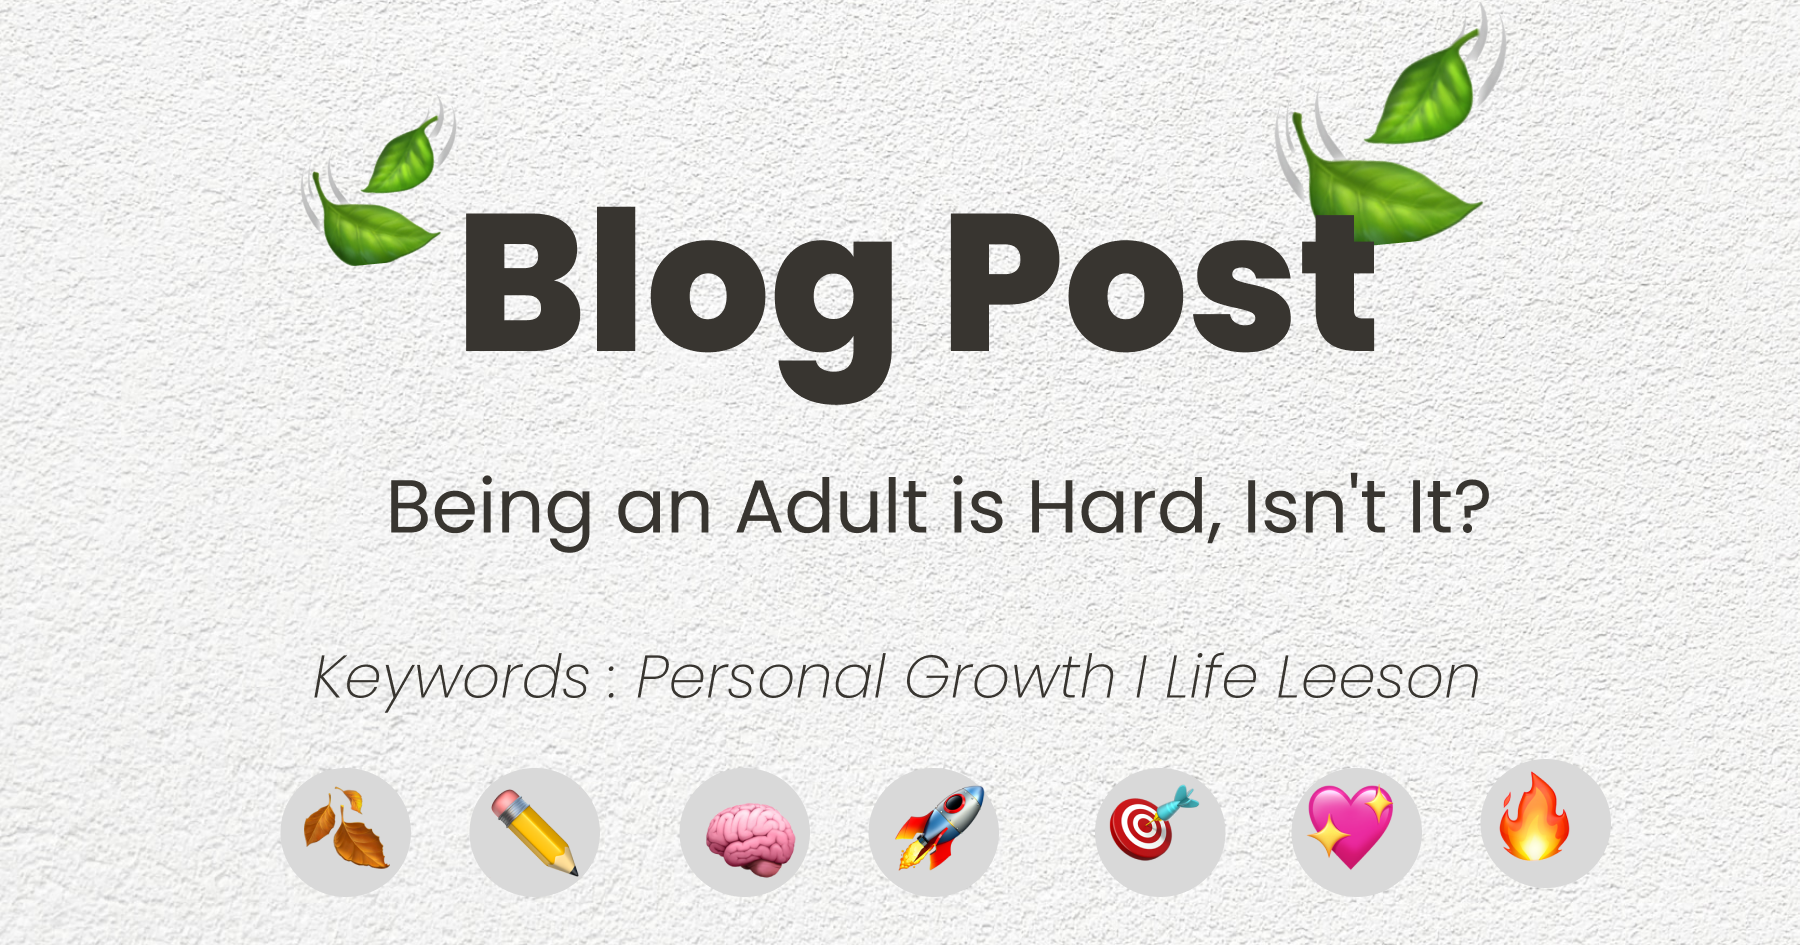 Blog Post
Being an Adult is Hard, Isn't It?
Keywords : Personal Growth I Life Leeson